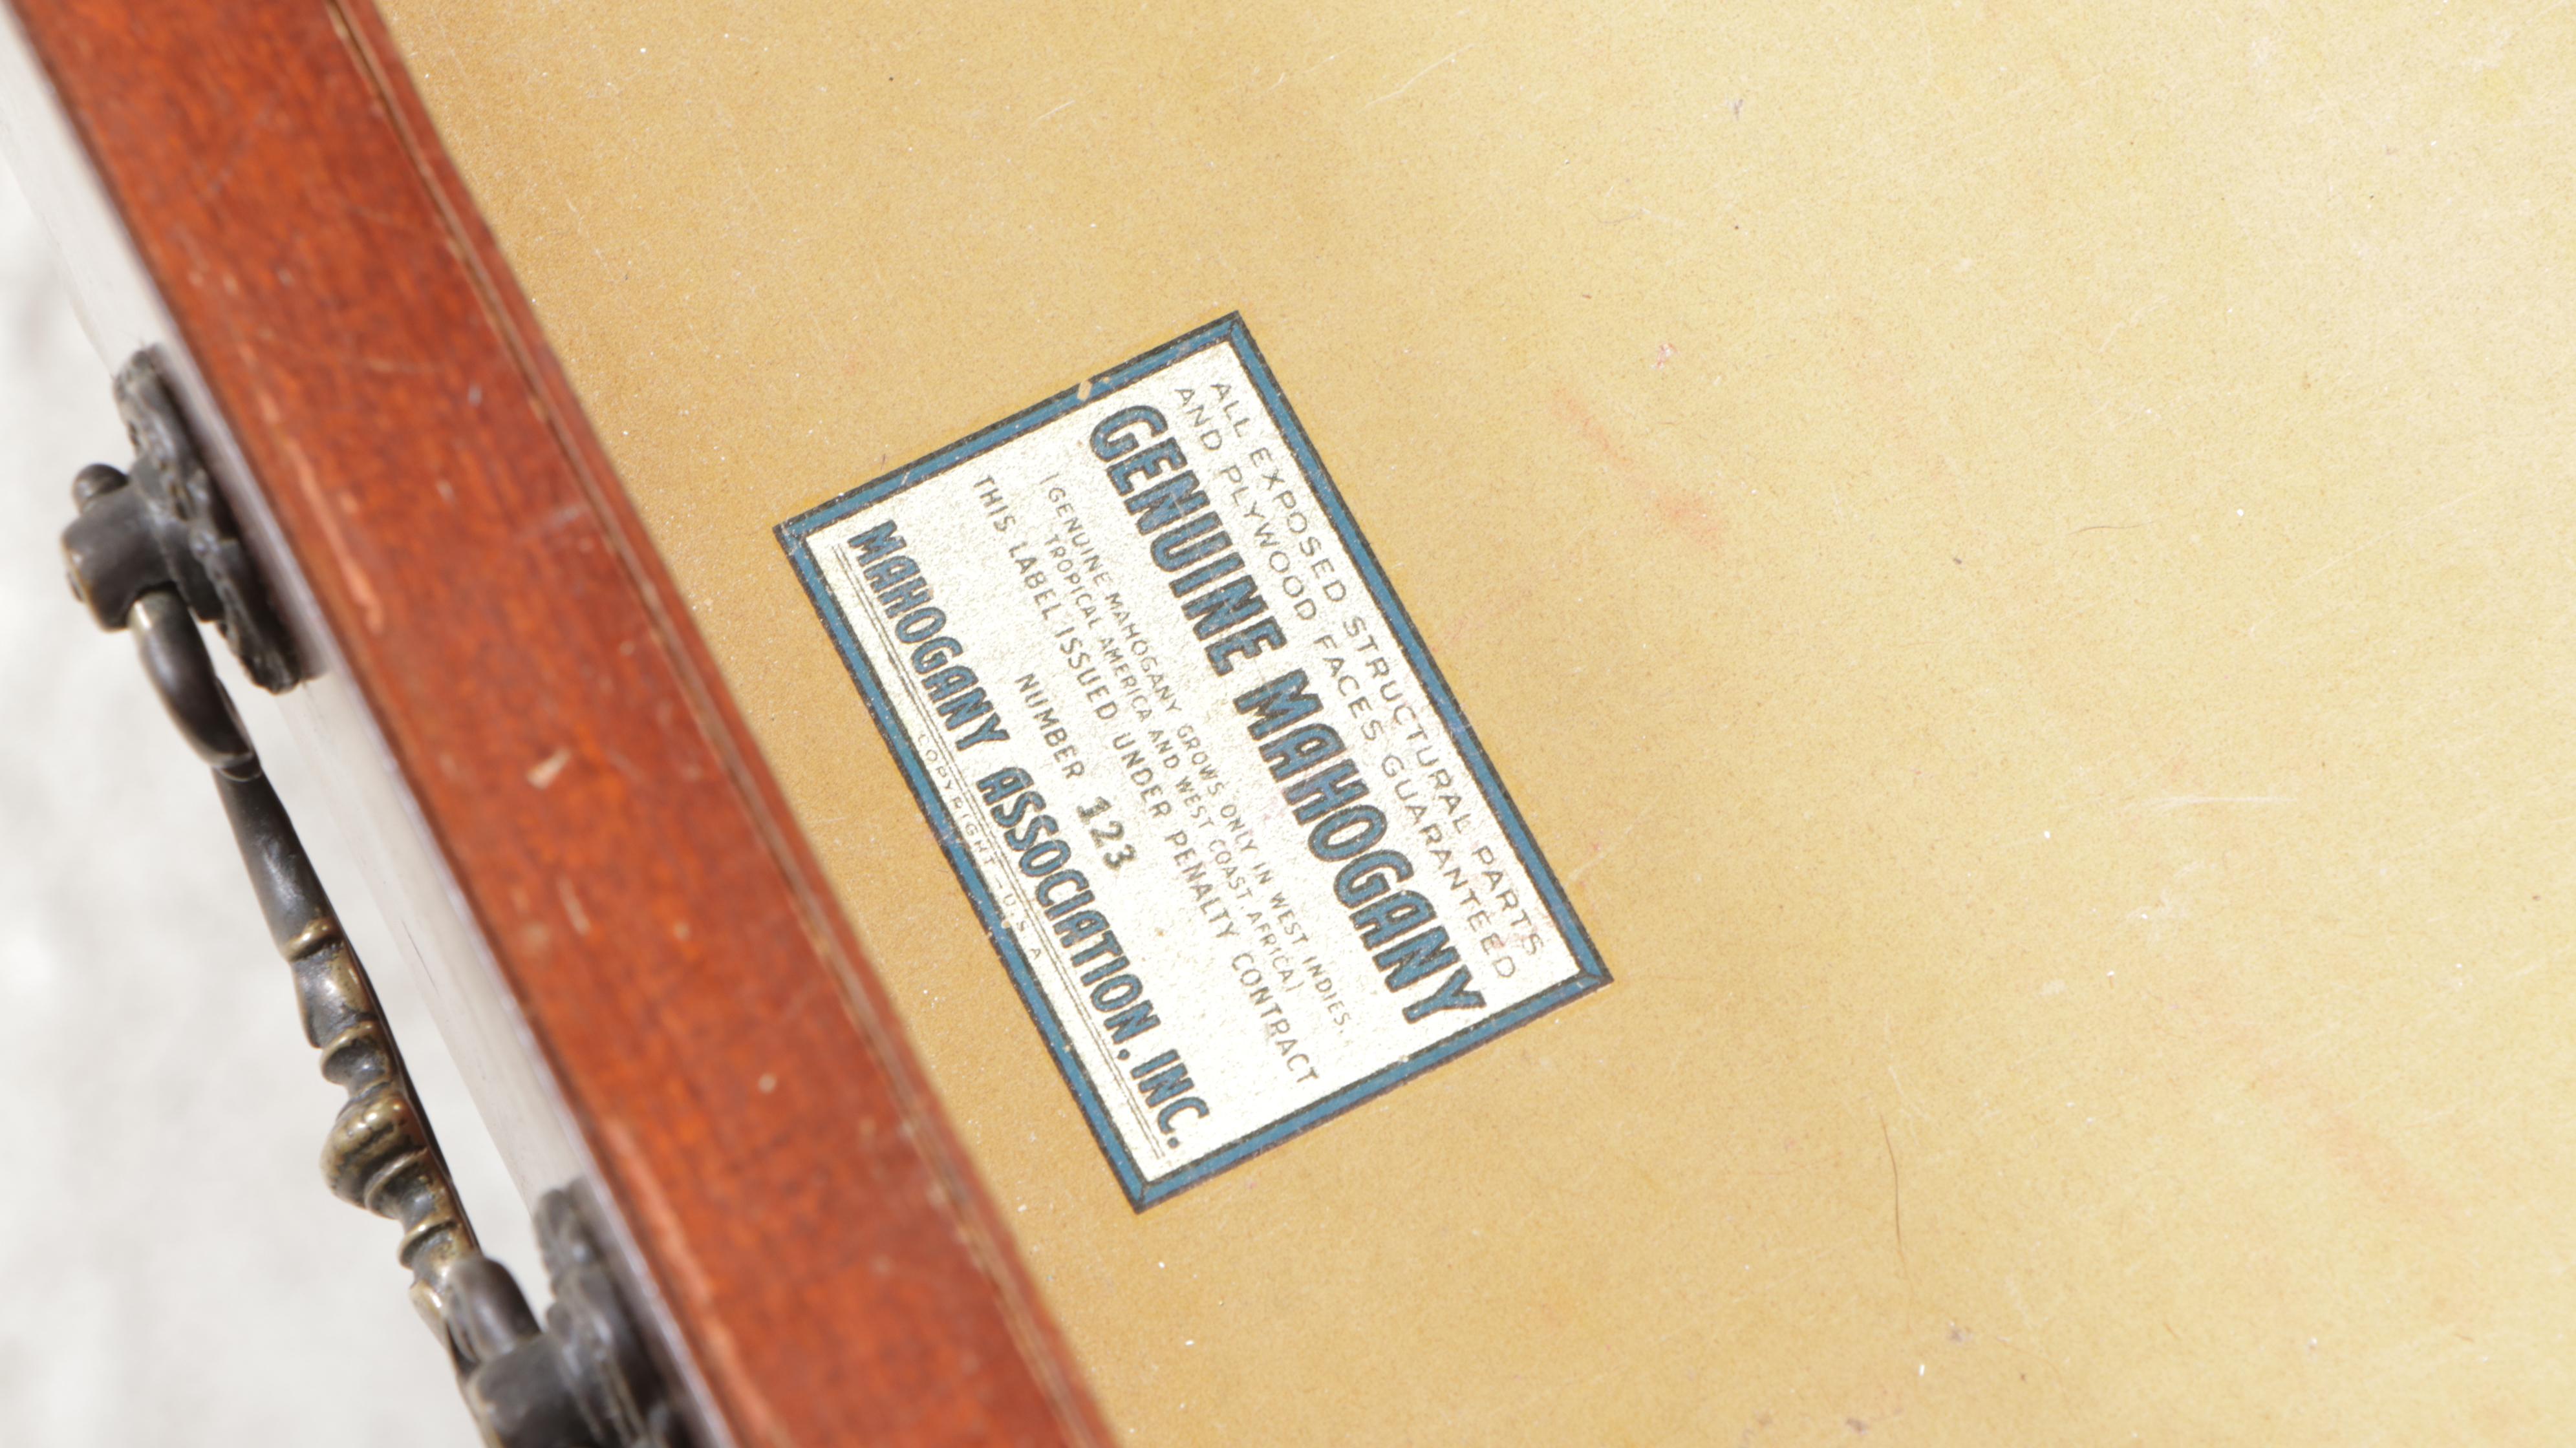 ALL EXPOSED STRUCTURAL PARTS
AND PLYWOOD FACES GUARANTEED
GENUINE MAHOGANY
(GENUINE MAHOGANY GROWS ONLY IN WEST INDIES,
TROPICAL AMERICA AND WEST COAST AFRICA)
THIS LABEL ISSUED UNDER PENALTY CONTRACT
NUMBER 123
MAHOGANY ASSOCIATION, INC.
COPYRIGHT - U.S.A.